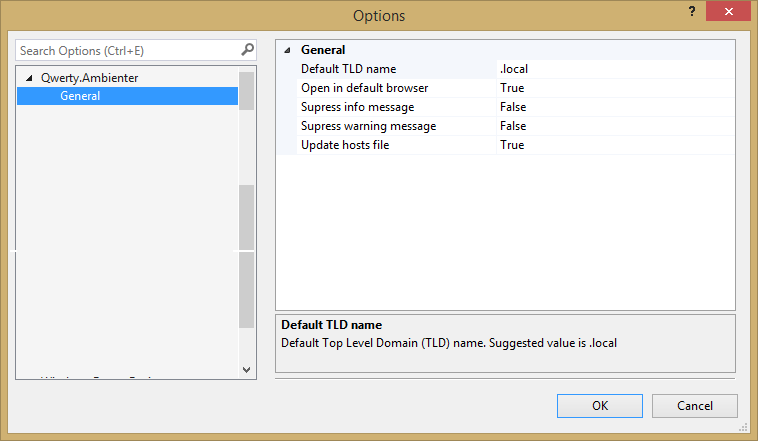 Options
?
Search Options (Ctrl+E)
Qwerty.Ambienter
General
General
Default TLD name .local
Open in default browser True
Supress info message False
Supress warning message False
Update hosts file True
Default TLD name
Default Top Level Domain (TLD) name. Suggested value is .local
OK
Cancel